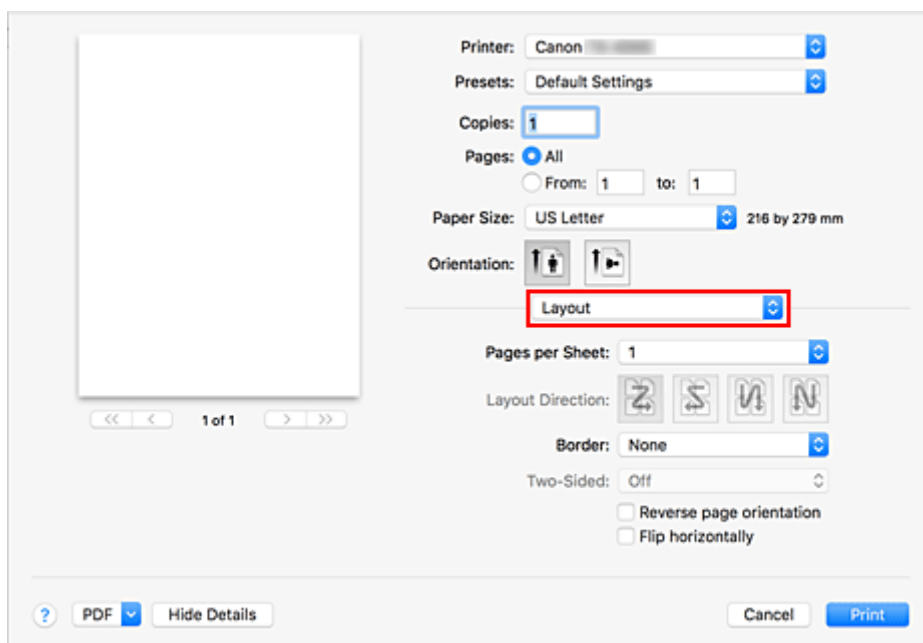 Printer: Canon
Presets: Default Settings
Copies: 1
Pages: All
From: 1 to: 1
Paper Size: US Letter 216 by 279 mm
Orientation:
Layout
Pages per Sheet: 1
Layout Direction:
Border: None
Two-Sided: Off
Reverse page orientation
Flip horizontally
1 of 1
? PDF Hide Details Cancel Print